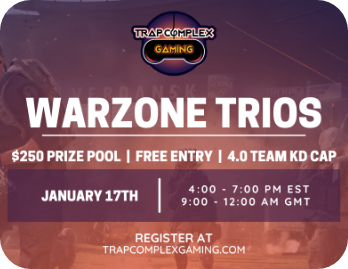 TRAP COMPLEX
GAMING
WARZONE TRIOS
$250 PRIZE POOL | FREE ENTRY | 4.0 TEAM KD CAP
JANUARY 17TH
4:00 - 7:00 PM EST
9:00 - 12:00 AM GMT
REGISTER AT
TRAPCOMPLEXGAMING.COM